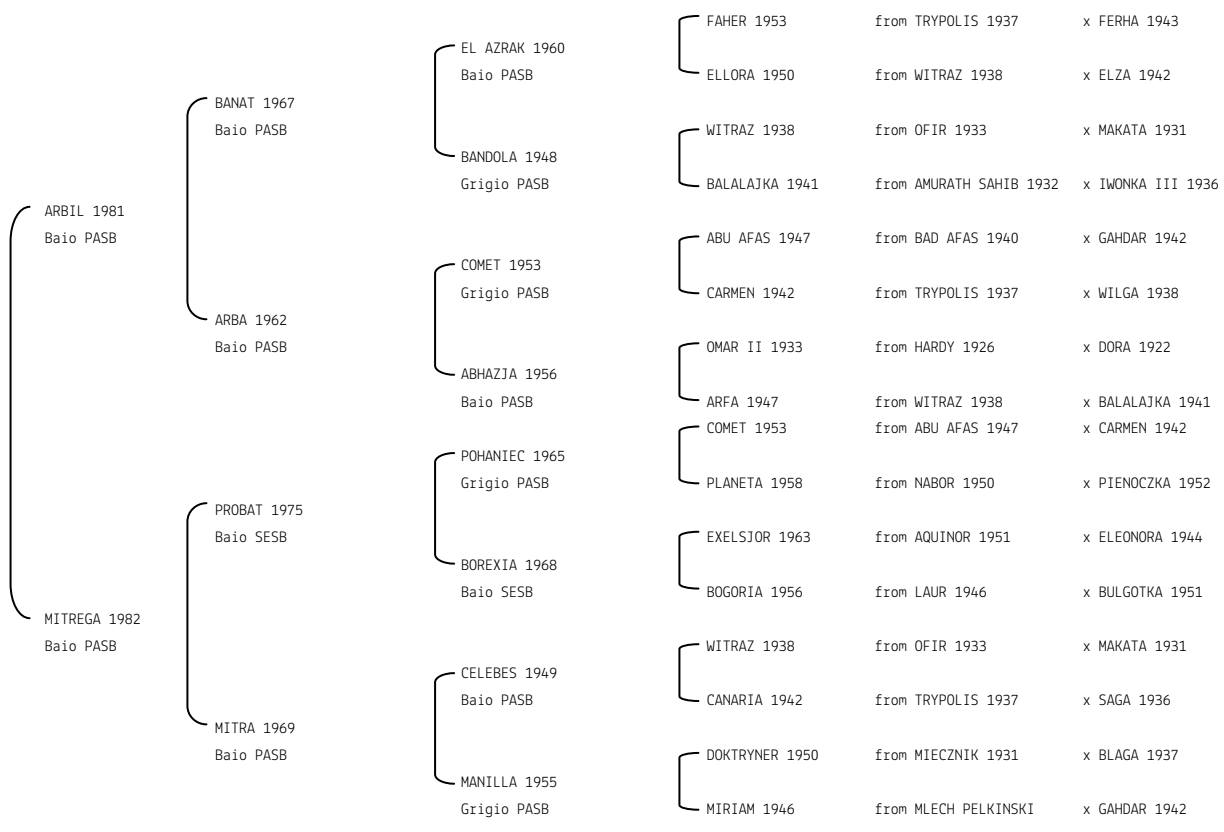 FAHER 1953 from TRYPOLIS 1937 x FERHA 1943
EL AZRAK 1960
Baio PASB
ELLORA 1950 from WITRAZ 1938 x ELZA 1942
BANAT 1967
Baio PASB
WITRAZ 1938 from OFIR 1933 x MAKATA 1931
BANDOLA 1948
Grigio PASB
BALALAJKA 1941 from AMURATH SAHIB 1932 x IWONKA III 1936
ARBIL 1981
Baio PASB
ABU AFAS 1947 from BAD AFAS 1940 x GAHDAR 1942
COMET 1953
Grigio PASB
CARMEN 1942 from TRYPOLIS 1937 x WILGA 1938
ARBA 1962
Baio PASB
OMAR II 1933 from HARDY 1926 x DORA 1922
ABHAZJA 1956
Baio PASB
ARFA 1947 from WITRAZ 1938 x BALALAJKA 1941
COMET 1953 from ABU AFAS 1947 x CARMEN 1942
POHANIEC 1965
Grigio PASB
PLANETA 1958 from NABOR 1950 x PIENOCZKA 1952
PROBAT 1975
Baio SESB
EXELSJOR 1963 from AQUINOR 1951 x ELEONORA 1944
BOREXIA 1968
Baio SESB
BOGORIA 1956 from LAUR 1946 x BULGOTKA 1951
MITREGA 1982
Baio PASB
WITRAZ 1938 from OFIR 1933 x MAKATA 1931
CELEBES 1949
Baio PASB
CANARIA 1942 from TRYPOLIS 1937 x SAGA 1936
MITRA 1969
Baio PASB
DOKTRYNER 1950 from MIECZNIK 1931 x BLAGA 1937
MANILLA 1955
Grigio PASB
MIRIAM 1946 from MLECH PELKINSKI x GAHDAR 1942